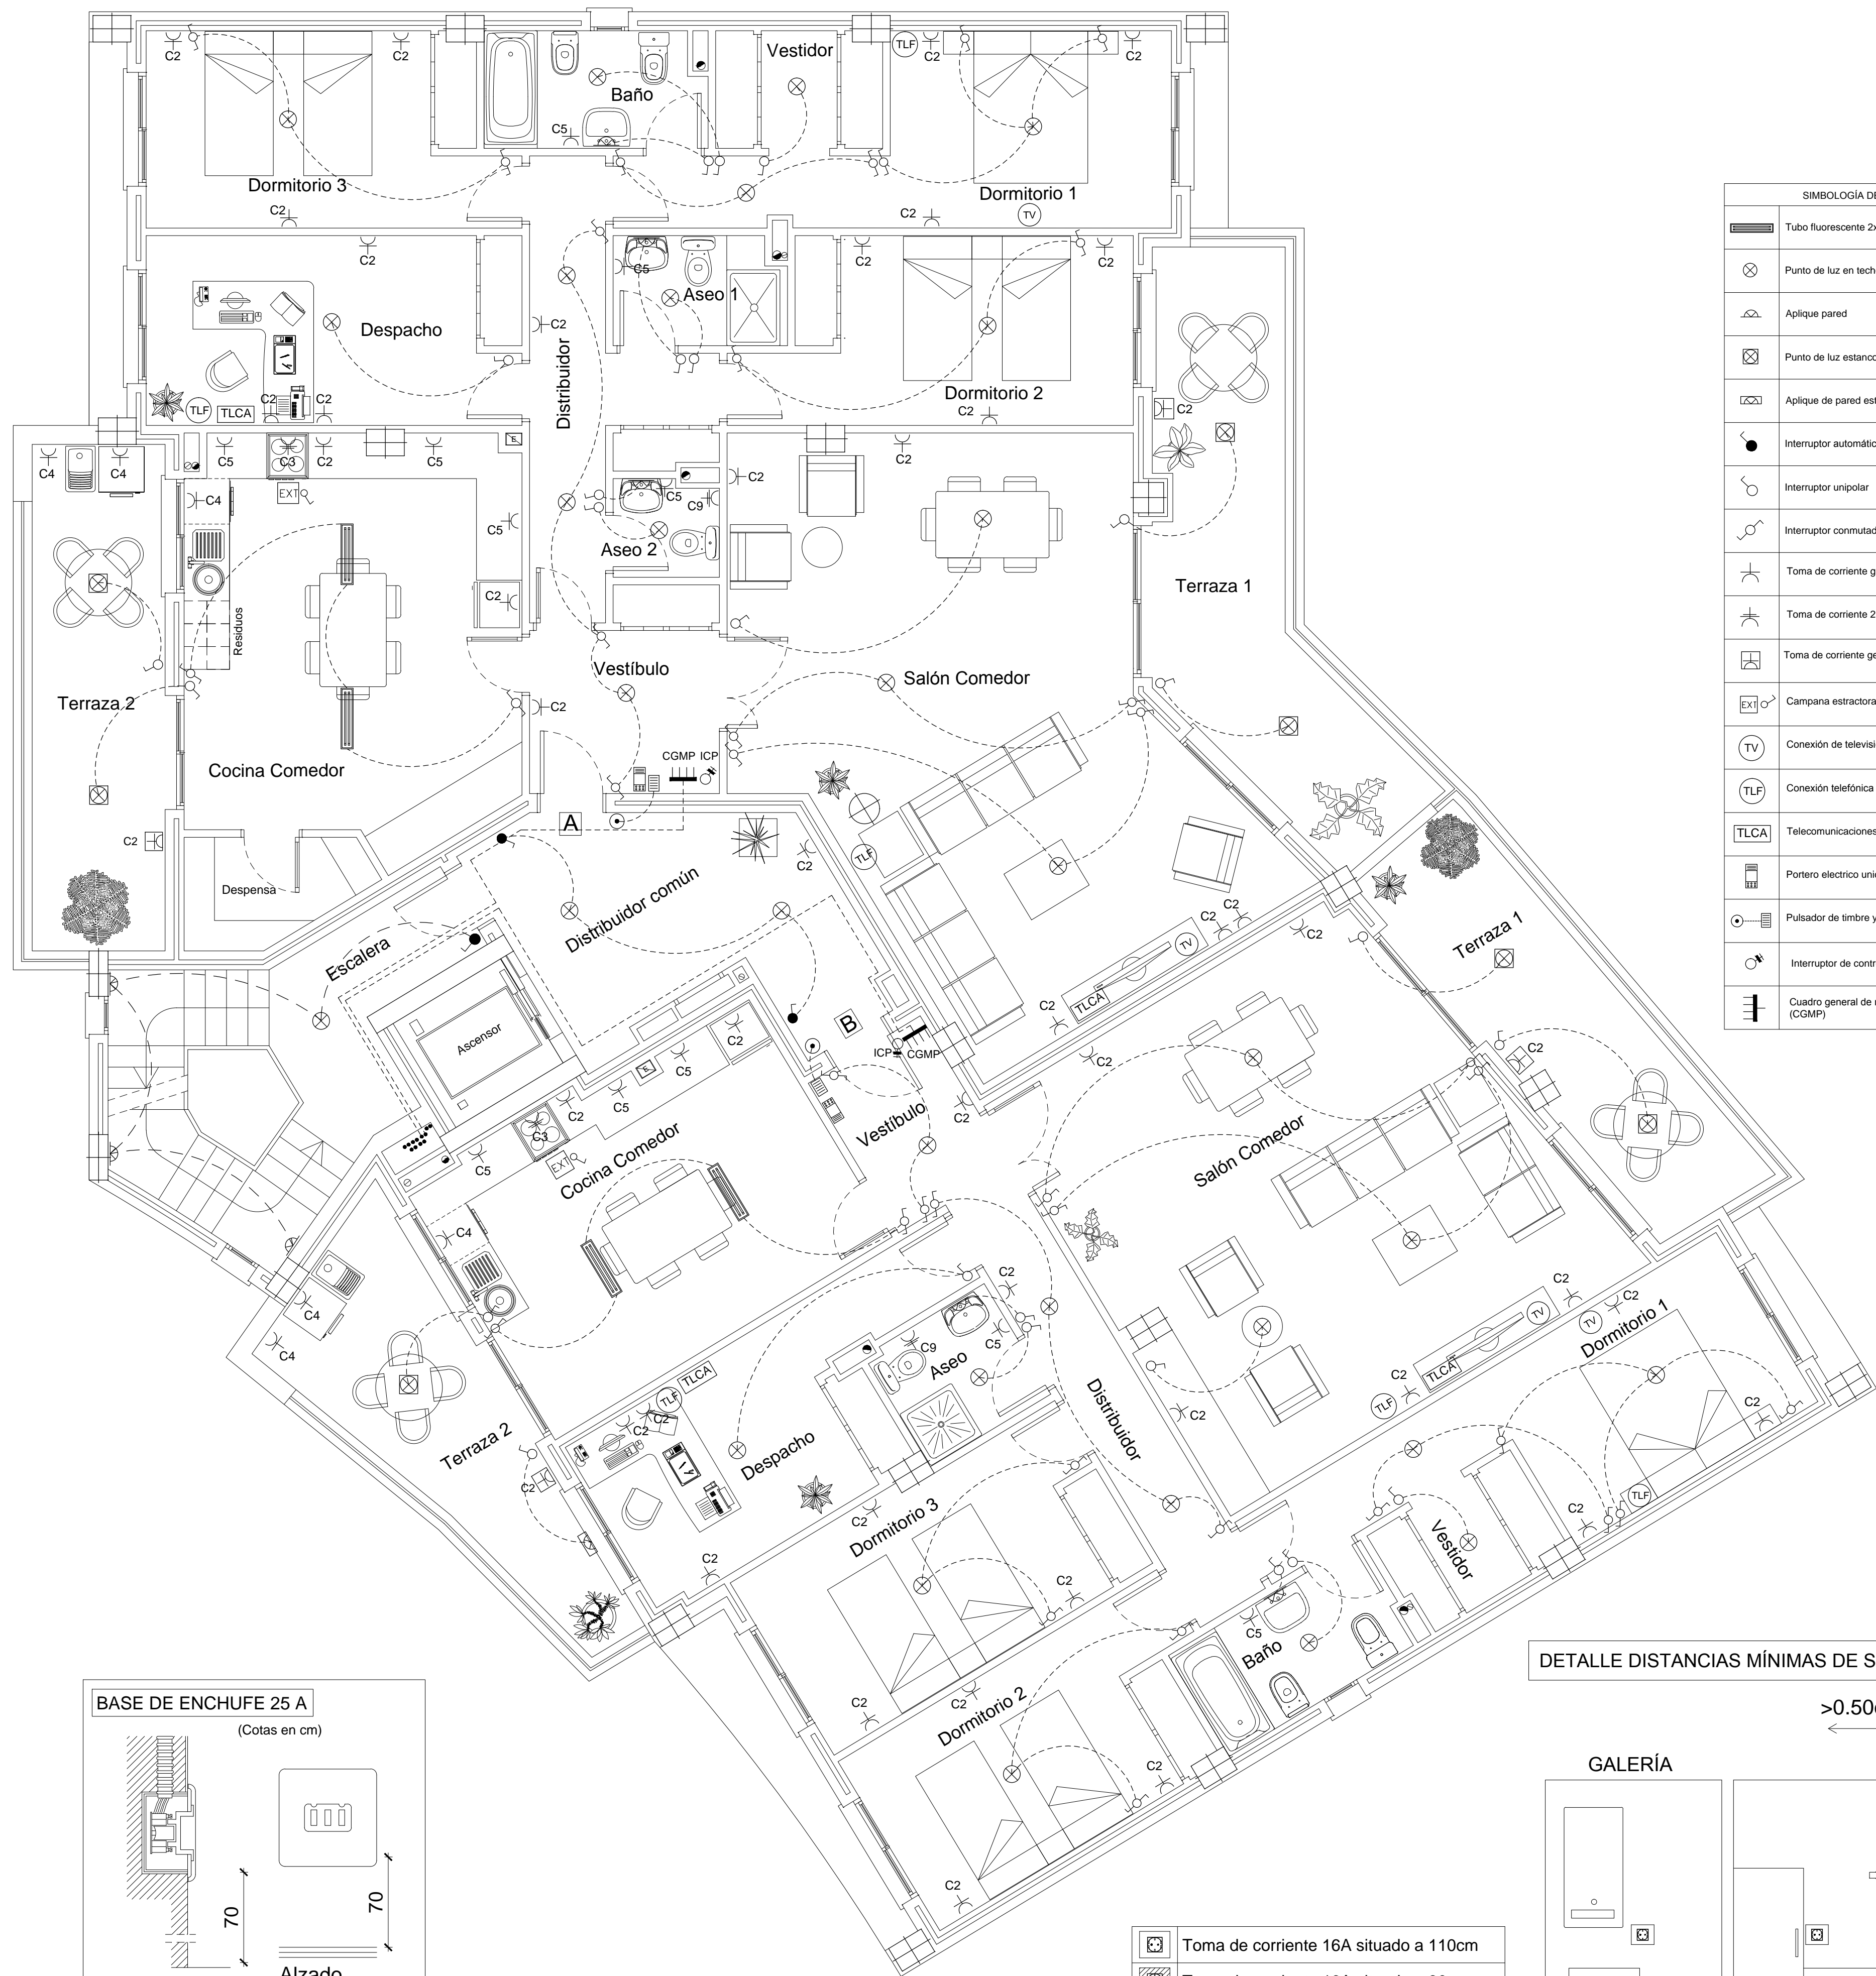 Vestidor
TLF
C2
C2
C2
C2
Baño
C5
Dormitorio 3
Dormitorio 1
C2
C2
TV
C2
C5
C2
C2
Aseo 1
Despacho
C2
Distribuidor
Dormitorio 2
C2
TLF
TLCA
C2
C2
C2
C4
C4
C5
C3
C2
C5
E
C2
C2
EXT
C4
C5
C9
C5
Aseo 2
C2
Residuos
Terraza 1
Vestíbulo
Salón Comedor
Terraza 2
C2
CGMP
ICP
Cocina Comedor
A
C2
TLF
C2
Despensa
Distribuidor común
Escalera
C2
C2
TV
C2
Terraza 1
C2
TLCA
Ascensor
B
ICP
CGMP
C2
C2
C2
C5
E
C2
C5
C3
C5
EXT
Vestíbulo
C2
Cocina Comedor
Salón Comedor
C4
C4
C4
C2
C5
C9
Aseo
TLCA
TLF
C2
C2
Despacho
Terraza 2
C2
Distribuidor
C2
C2
TV
TV
C2
Dormitorio 1
C2
TLCA
TLF
C2
TLF
C2
Vestidor
C2
Dormitorio 3
C2
C2
C5
Baño
C2
C2
Dormitorio 2
C2
C2
SIMBOLOGÍA DE
Tubo fluorescente 2x
Punto de luz en tech
Aplique pared
Punto de luz estanco
Aplique de pared est
Interruptor automátic
Interruptor unipolar
Interruptor conmutad
Toma de corriente g
Toma de corriente 2
Toma de corriente ge
EXT
Campana estractora
TV
Conexión de televisi
TLF
Conexión telefónica
TLCA
Telecomunicaciones
Portero electrico uni
Pulsador de timbre y
Interruptor de contr
Cuadro general de
(CGMP)
BASE DE ENCHUFE 25 A
(Cotas en cm)
70
70
Alzado
DETALLE DISTANCIAS MÍNIMAS DE S
>0.50
GALERÍA
Toma de corriente 16A situado a 110cm